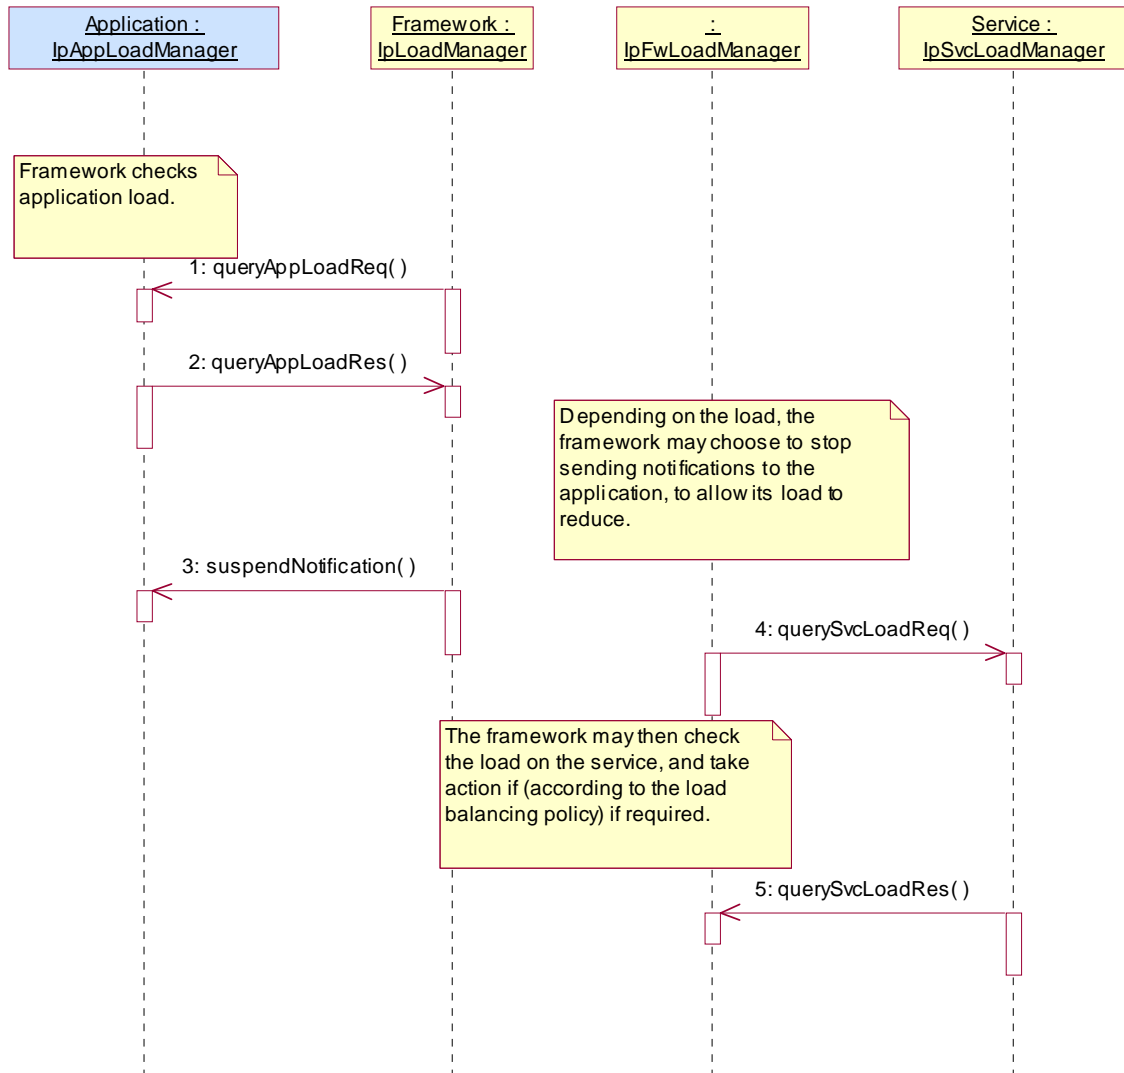 Application :
IpAppLoadManager
Framework :
IpLoadManager
:
IpFwLoadManager
Service :
IpSvcLoadManager
Framework checks
application load.
1: queryAppLoadReq( )
2: queryAppLoadRes( )
Depending on the load, the
framework may choose to stop
sending notifications to the
application, to allow its load to
reduce.
3: suspendNotification( )
4: querySvcLoadReq( )
The framework may then check
the load on the service, and take
action if (according to the load
balancing policy) if required.
5: querySvcLoadRes( )